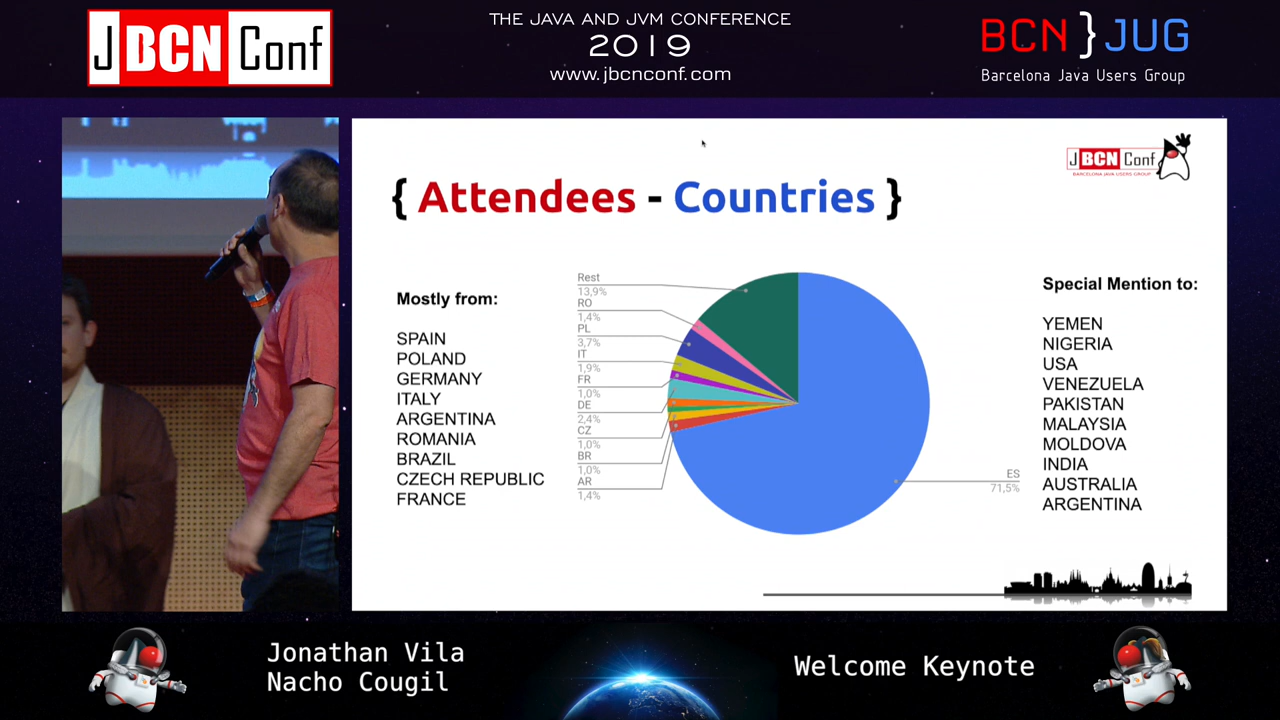 J BCN Conf
THE JAVA AND JVM CONFERENCE
2019
www.jbcnconf.com
BCN } JUG
Barcelona Java Users Group
J BCN Conf
BARCELONA JAVA USERS GROUP
{ Attendees - Countries }
Mostly from:
SPAIN
POLAND
GERMANY
ITALY
ARGENTINA
ROMANIA
BRAZIL
CZECH REPUBLIC
FRANCE
Rest
13,9%
RO
1,4%
PL
3,7%
IT
1,9%
FR
1,0%
DE
2,4%
CZ
1,0%
BR
1,0%
AR
1,4%
ES
71,5%
Special Mention to:
YEMEN
NIGERIA
USA
VENEZUELA
PAKISTAN
MALAYSIA
MOLDOVA
INDIA
AUSTRALIA
ARGENTINA
Jonathan Vila
Nacho Cougil
Welcome Keynote